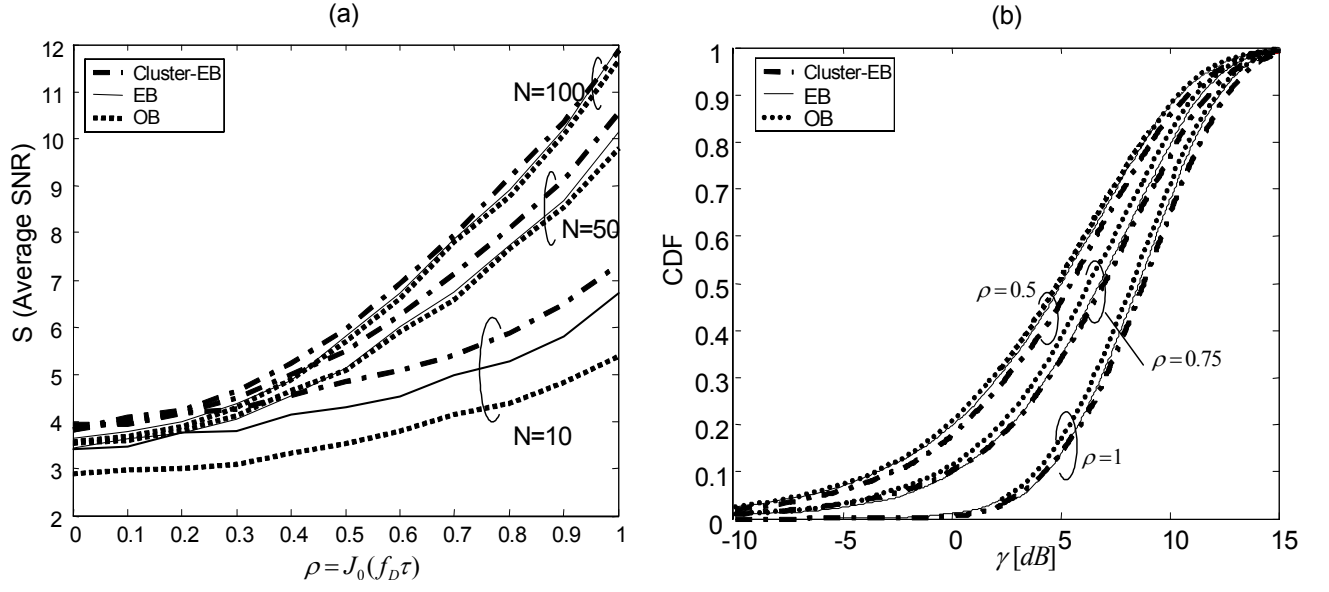 (a)
S (Average SNR)
12
11
10
9
8
7
6
5
4
3
2
Cluster-EB
EB
OB
N=100
N=50
N=10
0 0.1 0.2 0.3 0.4 0.5 0.6 0.7 0.8 0.9 1
ρ = J₀(f_Dτ)
(b)
CDF
1
0.9
0.8
0.7
0.6
0.5
0.4
0.3
0.2
0.1
0
Cluster-EB
EB
OB
ρ = 0.5
ρ = 0.75
ρ = 1
-10 -5 0 5 10 15
γ [dB]